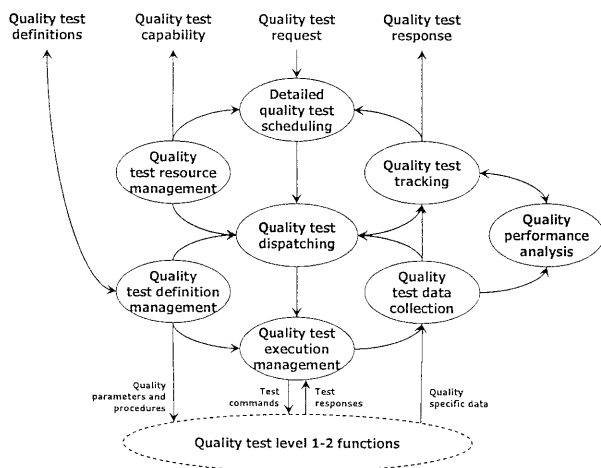 Quality test
definitions
Quality test
capability
Quality test
request
Quality test
response
Detailed
quality test
scheduling
Quality
test resource
management
Quality test
tracking
Quality test
dispatching
Quality
performance
analysis
Quality
test definition
management
Quality
test data
collection
Quality test
execution
management
Quality
parameters and
procedures
Test
commands
Test
responses
Quality
specific data
Quality test level 1-2 functions